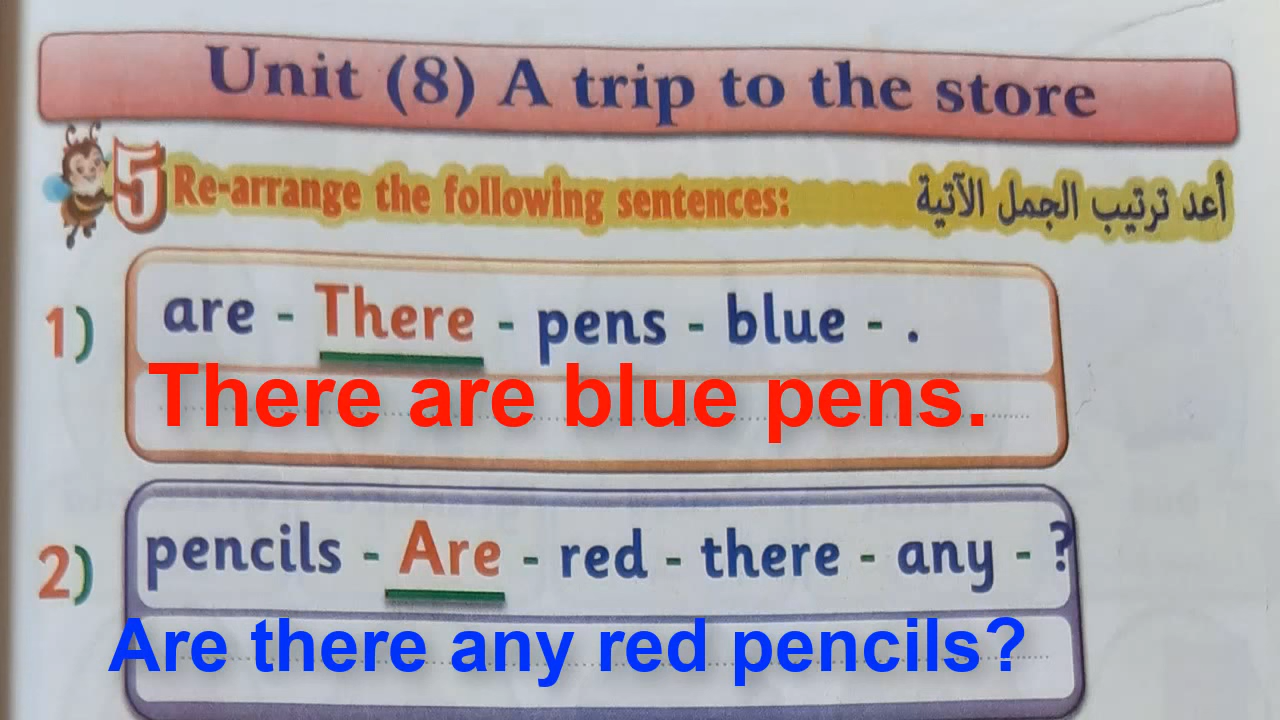 Unit (8) A trip to the store
5 Re-arrange the following sentences: أعد ترتيب الجمل الآتية
1) are - There - pens - blue - .
There are blue pens.
2) pencils - Are - red - there - any - ?
Are there any red pencils?